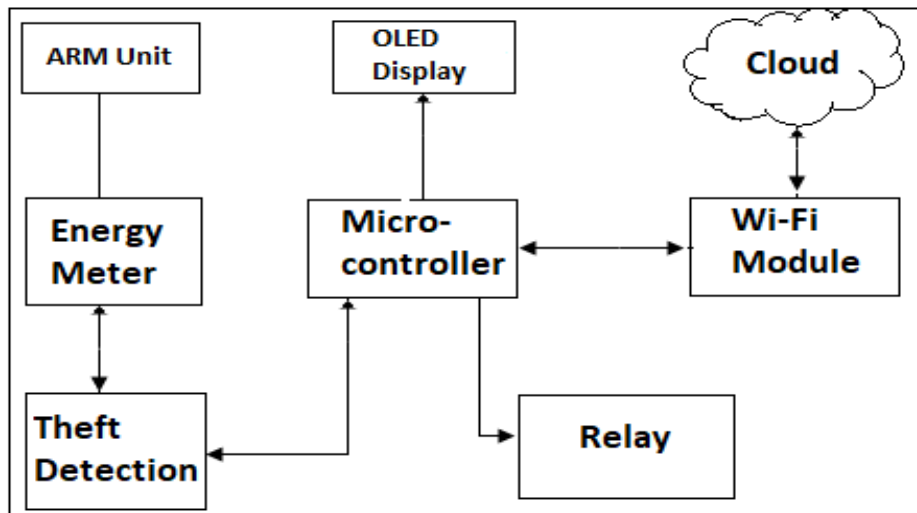 ARM Unit
OLED
Display
Cloud
Energy
Meter
Micro-
controller
Wi-Fi
Module
Theft
Detection
Relay